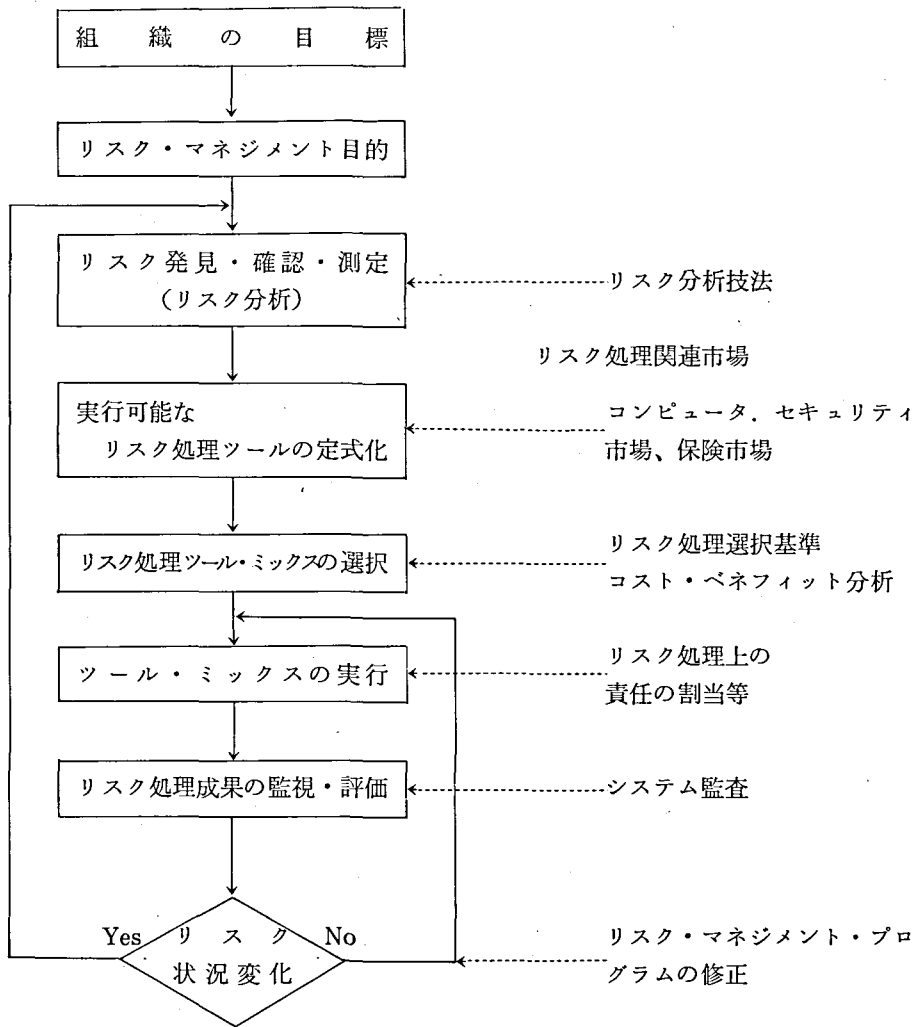 組織の目標
リスク・マネジメント目的
リスク発見・確認・測定
(リスク分析)
リスク分析技法
リスク処理関連市場
実行可能な
リスク処理ツールの定式化
コンピュータ.セキュリティ
市場、保険市場
リスク処理ツール・ミックスの選択
リスク処理選択基準
コスト・ベネフィット分析
ツール・ミックスの実行
リスク処理上の
責任の割当等
リスク処理成果の監視・評価
システム監査
Yes リスク No
状況変化
リスク・マネジメント・プロ
グラムの修正